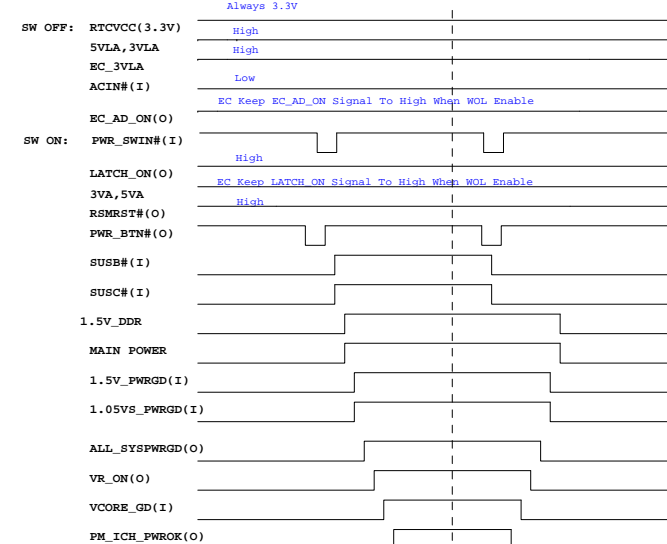 Always 3.3V
SW OFF: RTCVCC(3.3V)
High
5VLA,3VLA
High
EC_3VLA
Low
ACIN#(I)
EC Keep EC_AD_ON Signal To High When WOL Enable
EC_AD_ON(O)
SW ON: PWR_SWIN#(I)
High
LATCH_ON(O)
EC Keep LATCH_ON Signal To High When WOL Enable
3VA,5VA
High
RSMRST#(O)
PWR_BTN#(O)
SUSB#(I)
SUSC#(I)
1.5V_DDR
MAIN POWER
1.5V_PWRGD(I)
1.05VS_PWRGD(I)
ALL_SYSPWRGD(O)
VR_ON(O)
VCORE_GD(I)
PM_ICH_PWROK(O)